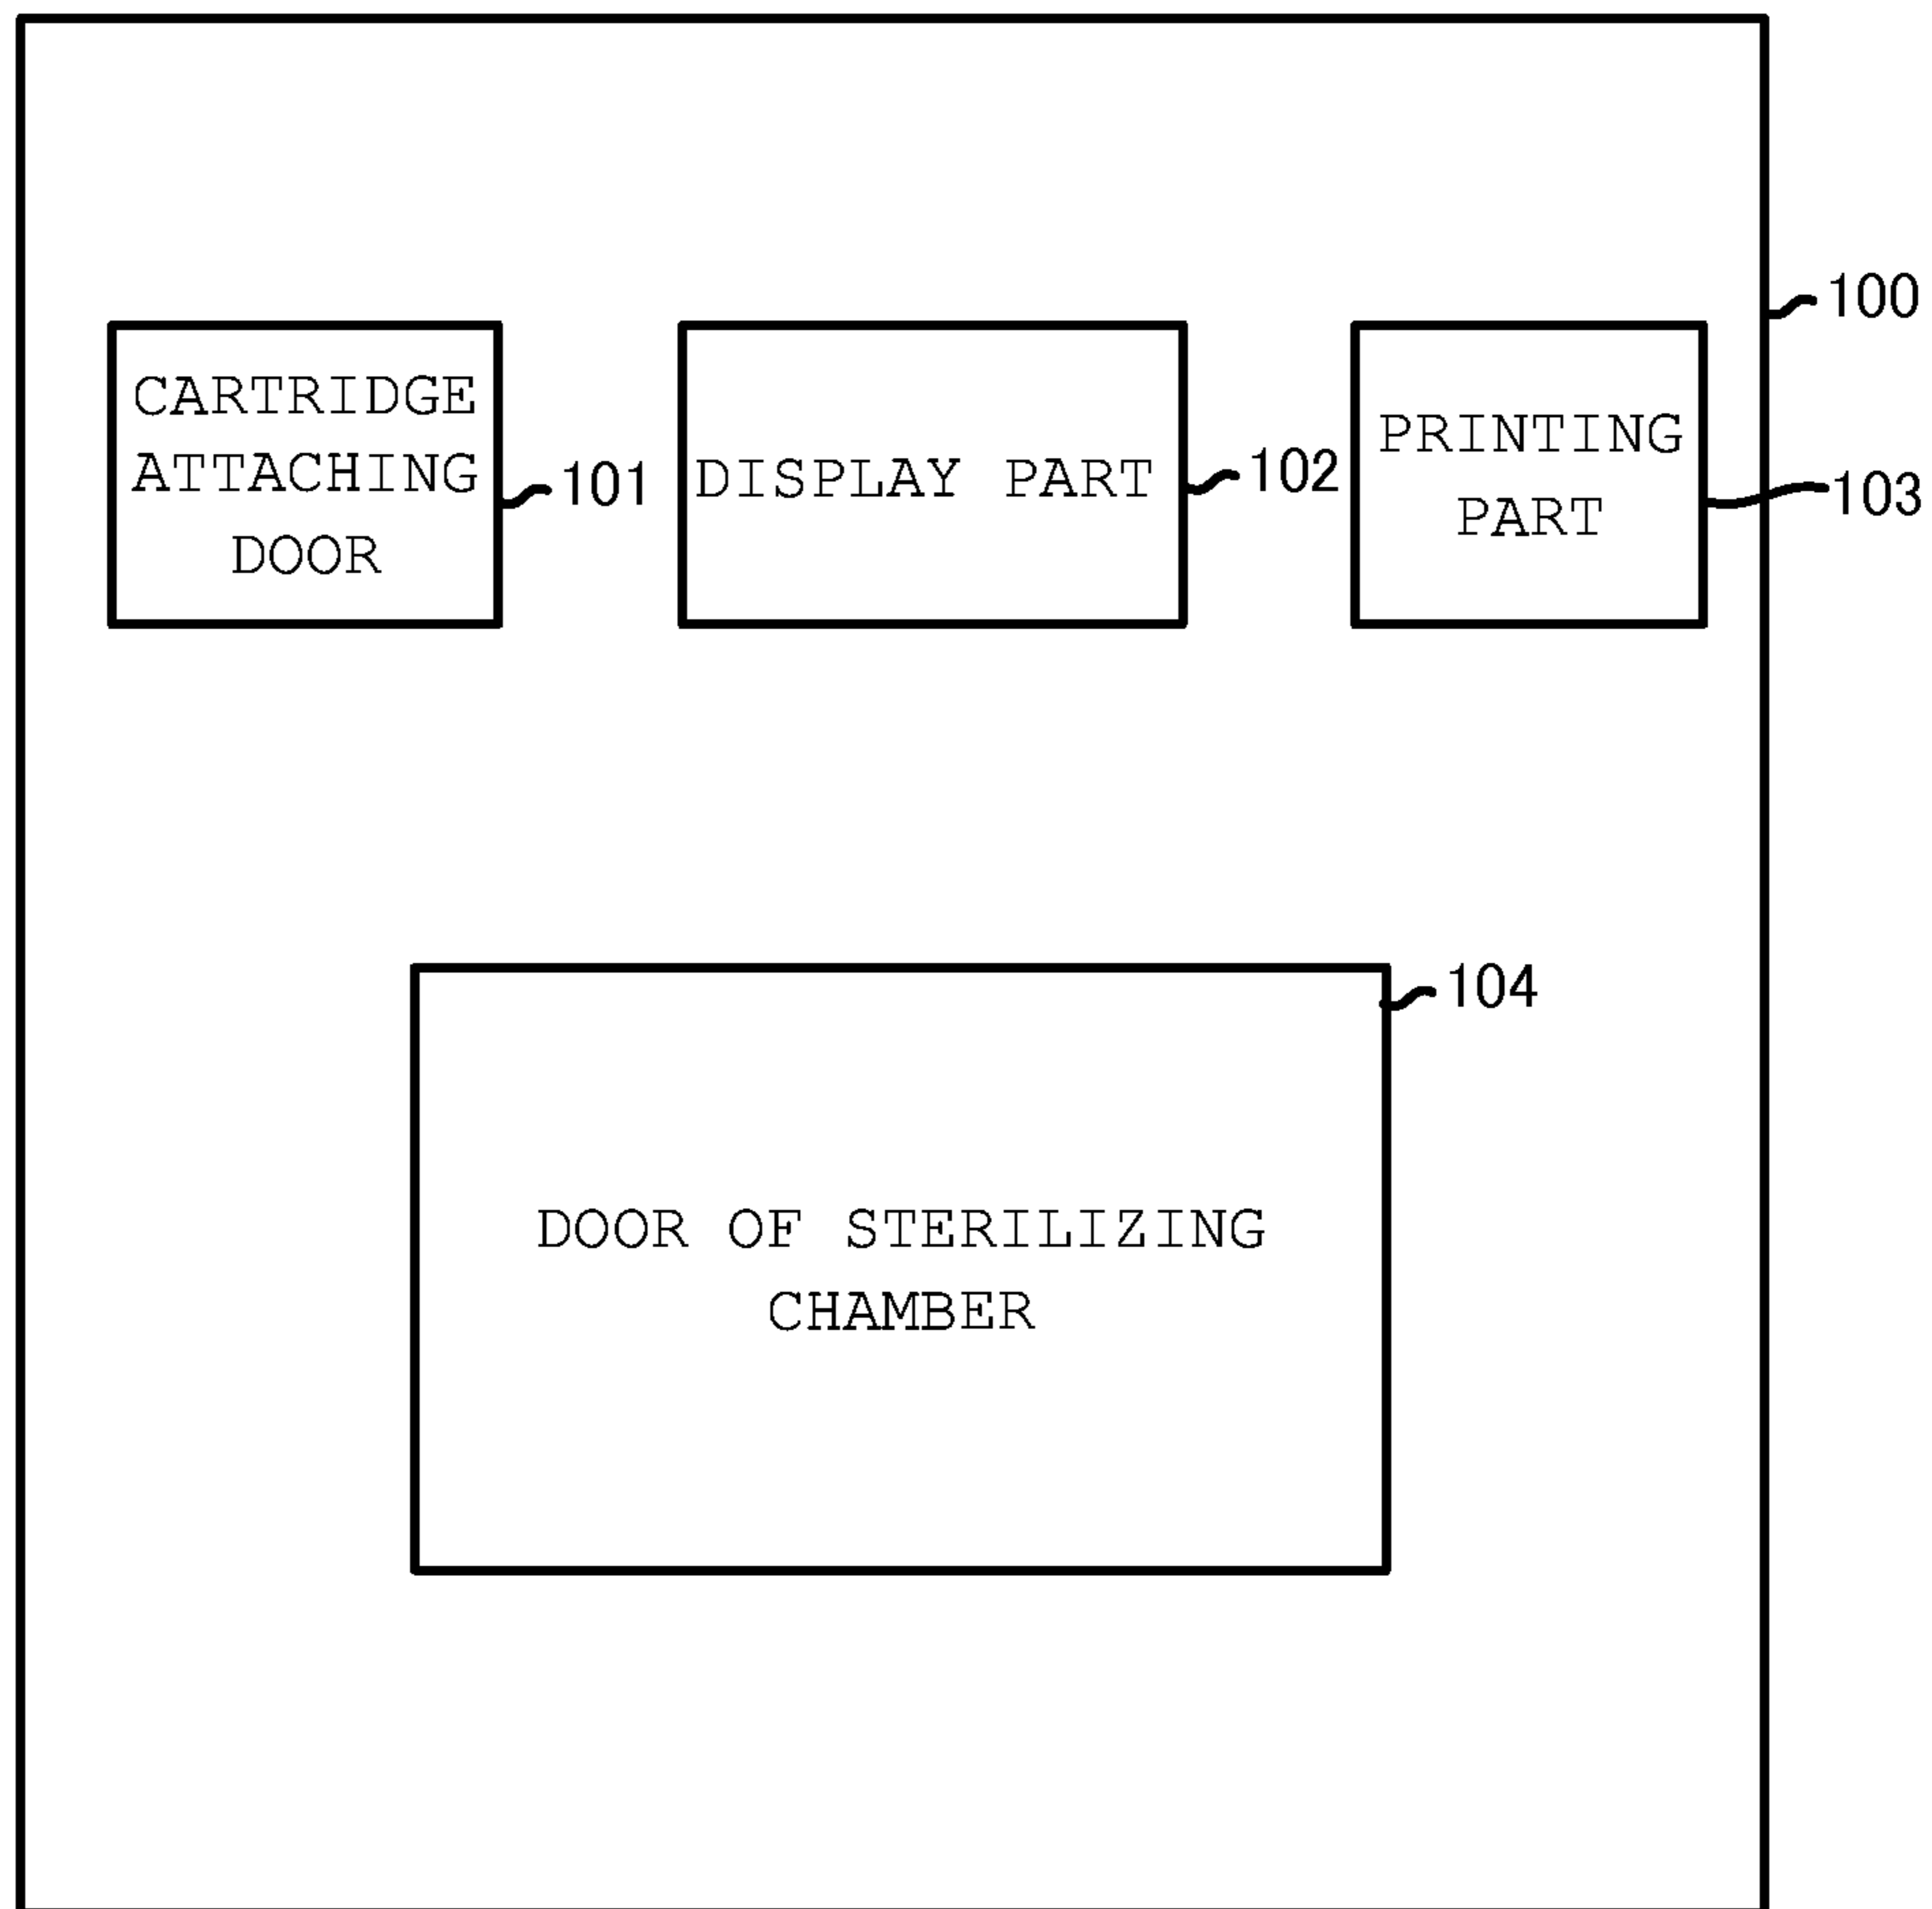 100
CARTRIDGE
ATTACHING
DOOR
101
DISPLAY PART
102
PRINTING
PART
103
104
DOOR OF STERILIZING
CHAMBER